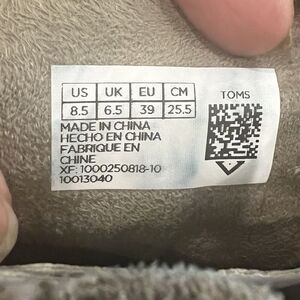 US UK EU CM
8.5 6.5 39 25.5
TOMS
MADE IN CHINA
HECHO EN CHINA
FABRIQUE EN
CHINE
XF: 1000250818-10
10013040